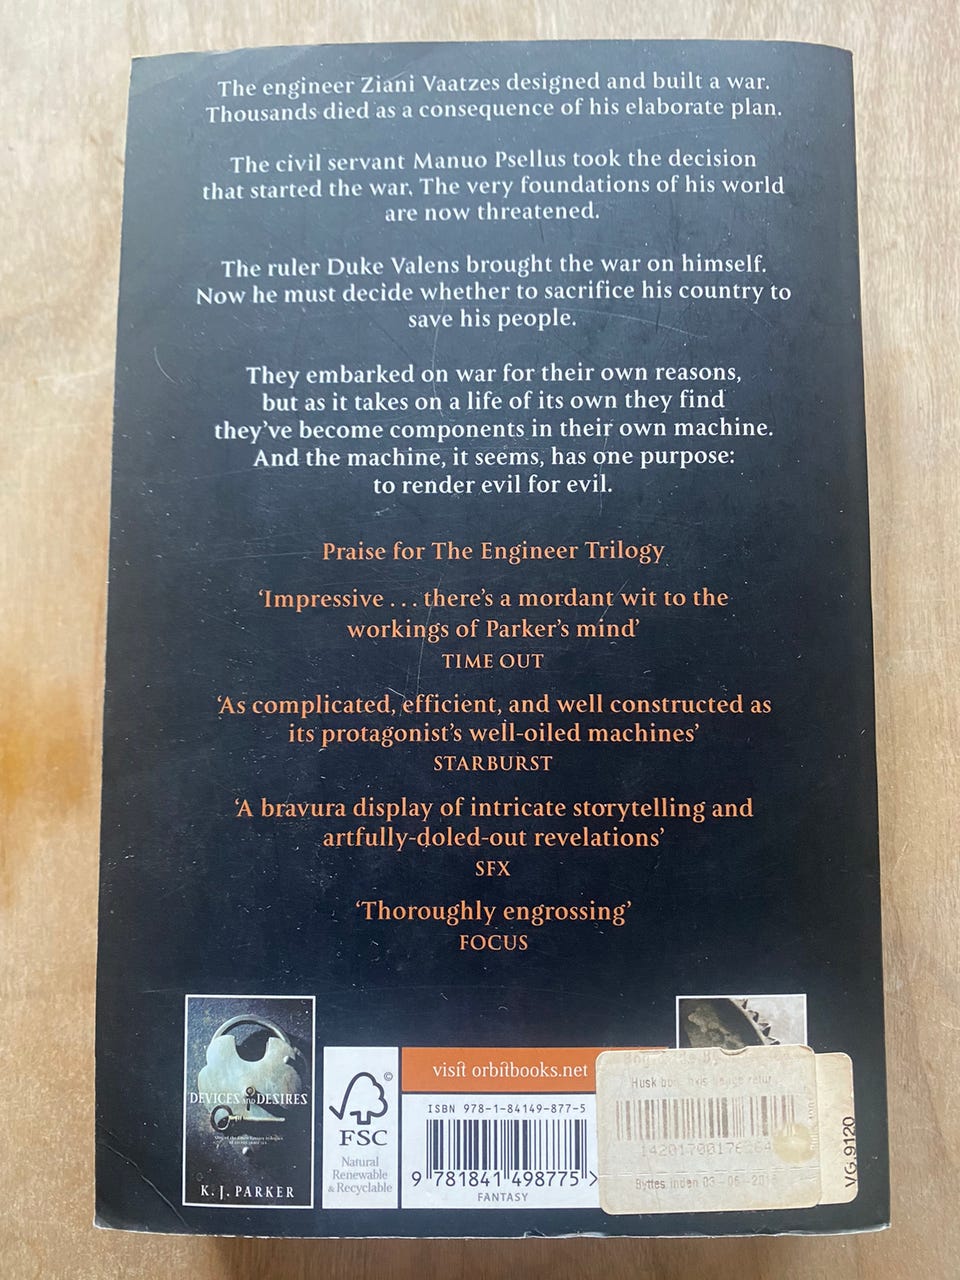 The engineer Ziani Vaatzes designed and built a war.
Thousands died as a consequence of his elaborate plan.
The civil servant Manuo Psellus took the decision
that started the war. The very foundations of his world
are now threatened.
The ruler Duke Valens brought the war on himself.
Now he must decide whether to sacrifice his country to
save his people.
They embarked on war for their own reasons,
but as it takes on a life of its own they find
they've become components in their own machine.
And the machine, it seems, has one purpose:
to render evil for evil.
Praise for The Engineer Trilogy
'Impressive . . . there's a mordant wit to the
workings of Parker's mind'
TIME OUT
'As complicated, efficient, and well constructed as
its protagonist's well-oiled machines'
STARBURST
'A bravura display of intricate storytelling and
artfully-doled-out revelations'
SFX
'Thoroughly engrossing'
FOCUS
DEVICES AND DESIRES
K. J. PARKER
©
FSC
Natural
Renewable
& Recyclable
visit orbitbooks.net
ISBN 978-1-84149-877-5
9 781841 498775 >
FANTASY
Husk
Byttes inden 03-06-201
VG.9120